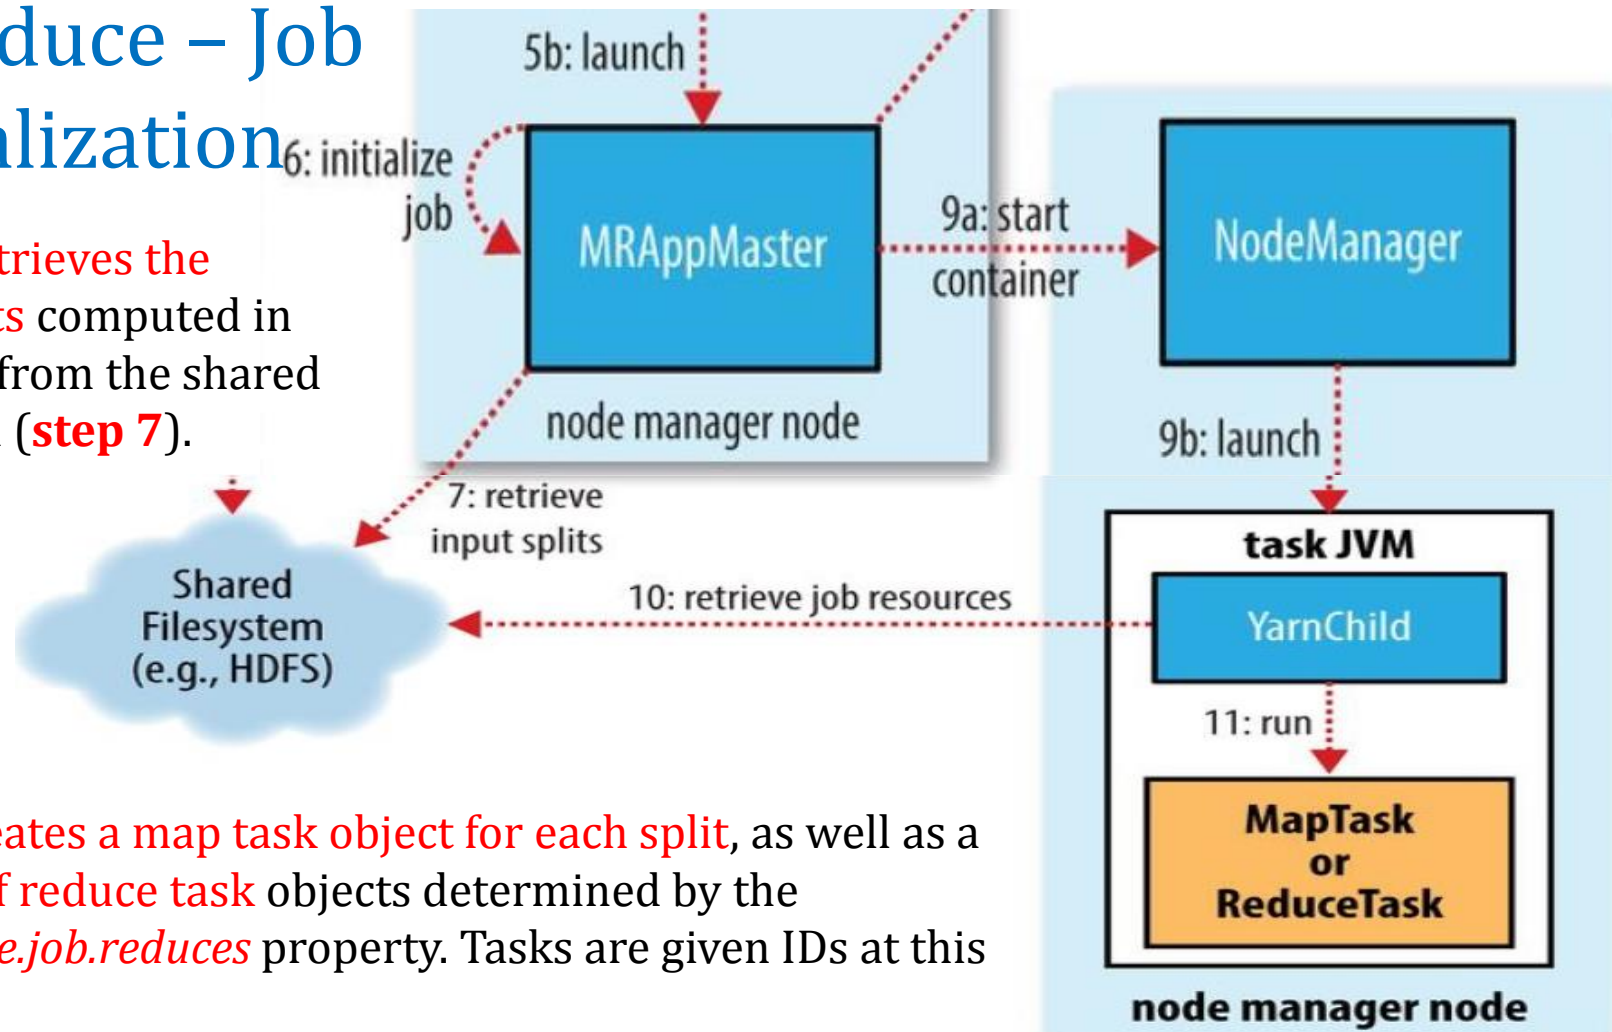 duce – Job
alization
trieves the
ts computed in
from the shared
(step 7).
5b: launch
6: initialize
job
MRAppMaster
node manager node
9a: start
container
NodeManager
9b: launch
7: retrieve
input splits
Shared
Filesystem
(e.g., HDFS)
10: retrieve job resources
task JVM
YarnChild
11: run
MapTask
or
ReduceTask
node manager node
eates a map task object for each split, as well as a
f reduce task objects determined by the
e.job.reduces property. Tasks are given IDs at this